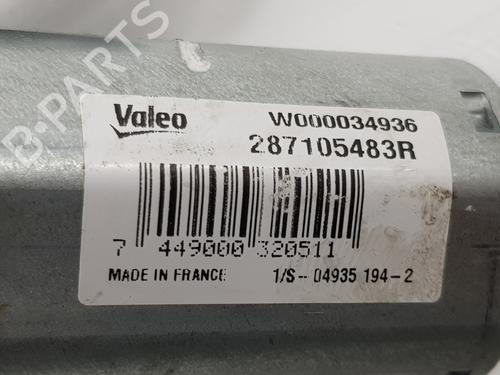 B-PARTS
Valeo
W000034936
287105483R
7 449000 320511
MADE IN FRANCE
1/S-04935 194-2